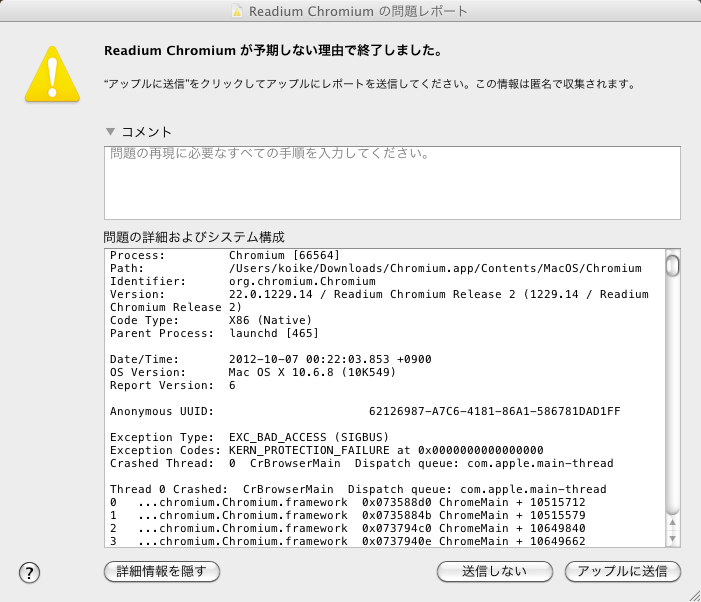 Readium Chromium の問題レポート
Readium Chromium が予期しない理由で終了しました。
“アップルに送信”をクリックしてアップルにレポートを送信してください。この情報は匿名で収集されます。
▼ コメント
問題の再現に必要なすべての手順を入力してください。
問題の詳細およびシステム構成
Process:         Chromium [66564]
Path:            /Users/koike/Downloads/Chromium.app/Contents/MacOS/Chromium
Identifier:      org.chromium.Chromium
Version:         22.0.1229.14 / Readium Chromium Release 2 (1229.14 / Readium
Chromium Release 2)
Code Type:       X86 (Native)
Parent Process:  launchd [465]
Date/Time:       2012-10-07 00:22:03.853 +0900
OS Version:      Mac OS X 10.6.8 (10K549)
Report Version:  6
Anonymous UUID:                      62126987-A7C6-4181-86A1-586781DAD1FF
Exception Type:  EXC_BAD_ACCESS (SIGBUS)
Exception Codes: KERN_PROTECTION_FAILURE at 0x0000000000000000
Crashed Thread:  0  CrBrowserMain  Dispatch queue: com.apple.main-thread
Thread 0 Crashed:  CrBrowserMain  Dispatch queue: com.apple.main-thread
0   ...chromium.Chromium.framework  0x073588d0 ChromeMain + 10515712
1   ...chromium.Chromium.framework  0x0735884b ChromeMain + 10515579
2   ...chromium.Chromium.framework  0x073794c0 ChromeMain + 10649840
3   ...chromium.Chromium.framework  0x0737940e ChromeMain + 10649662
?
詳細情報を隠す
送信しない
アップルに送信